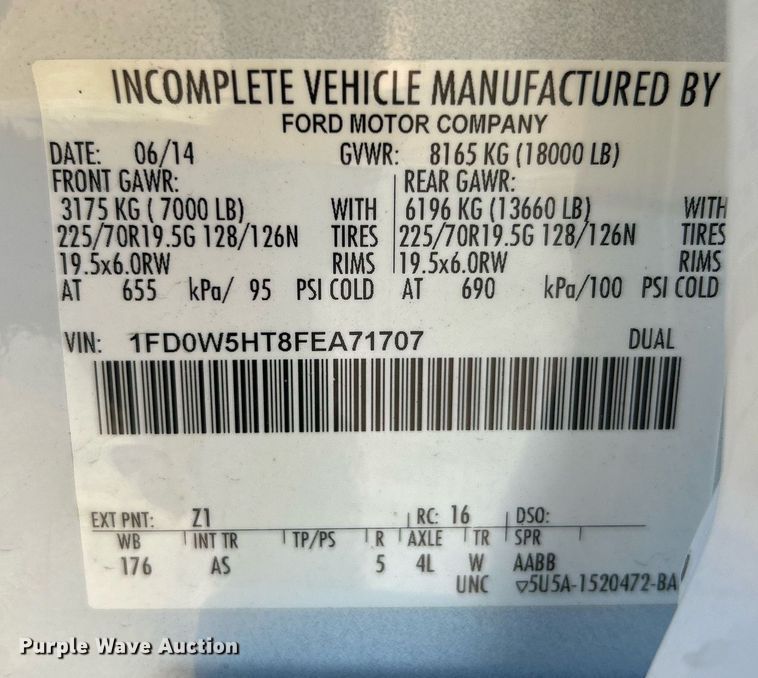 INCOMPLETE VEHICLE MANUFACTURED BY
FORD MOTOR COMPANY
DATE: 06/14 GVWR: 8165 KG (18000 LB)
FRONT GAWR: REAR GAWR:
3175 KG ( 7000 LB) WITH 6196 KG (13660 LB) WITH
225/70R19.5G 128/126N TIRES 225/70R19.5G 128/126N TIRES
19.5x6.0RW RIMS 19.5x6.0RW RIMS
AT 655 kPa/ 95 PSI COLD AT 690 kPa/100 PSI COLD
VIN: 1FD0W5HT8FEA71707 DUAL
EXT PNT: Z1 RC: 16 DSO:
WB INT TR TP/PS R AXLE TR SPR
176 AS 5 4L W AABB
UNC ▽5U5A-1520472-BA
Purple Wave Auction